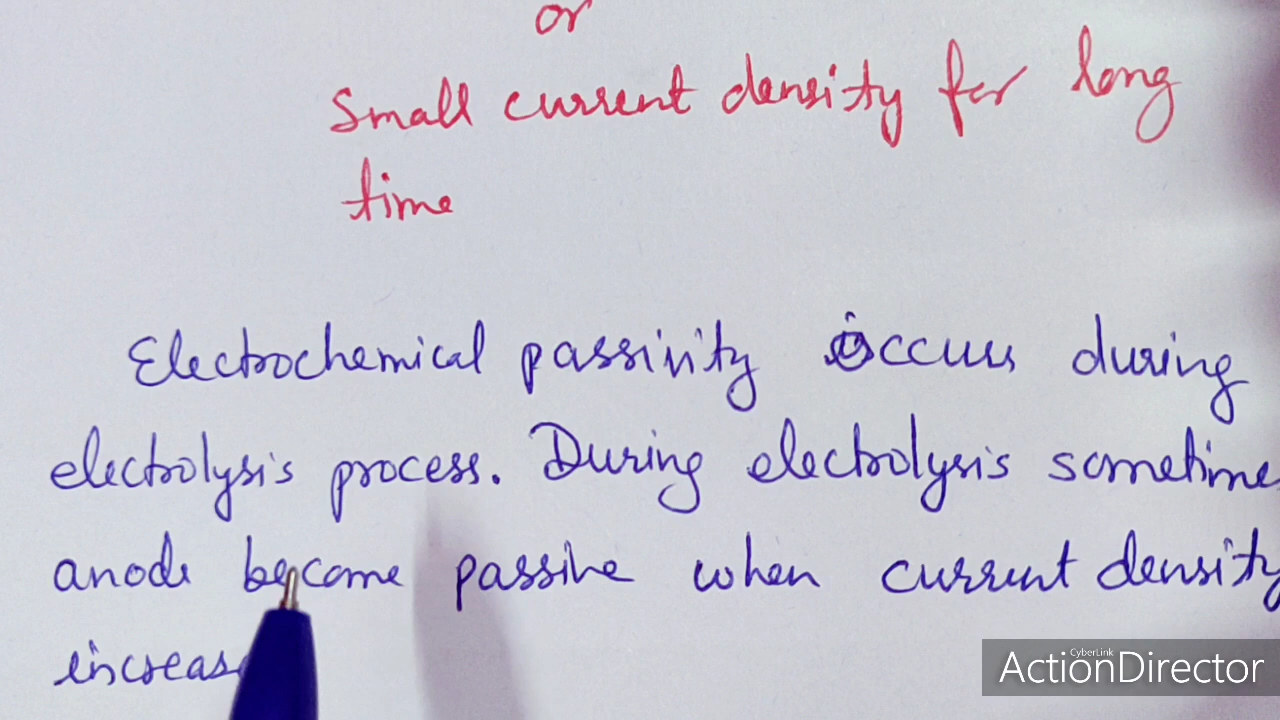 or
Small current density for long
time
Electrochemical passivity occurs during
electrolysis process. During electrolysis sometime
anode become passive when current density
increas
CyberLink
ActionDirector